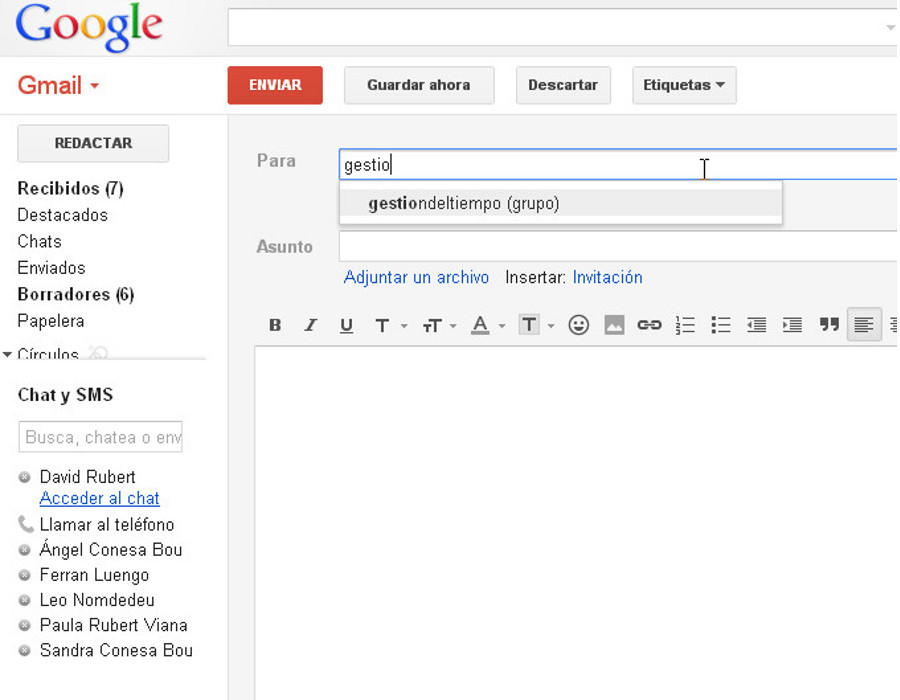 Google
Gmail
ENVIAR
Guardar ahora
Descartar
Etiquetas
REDACTAR
Recibidos (7)
Destacados
Chats
Enviados
Borradores (6)
Papelera
Círculos
Chat y SMS
Busca, chatea o env
David Rubert
Acceder al chat
Llamar al teléfono
Ángel Conesa Bou
Ferran Luengo
Leo Nomdedeu
Paula Rubert Viana
Sandra Conesa Bou
Para
gestio
gestiondeltiempo (grupo)
Asunto
Adjuntar un archivo Insertar: Invitación
B I U T TT A T